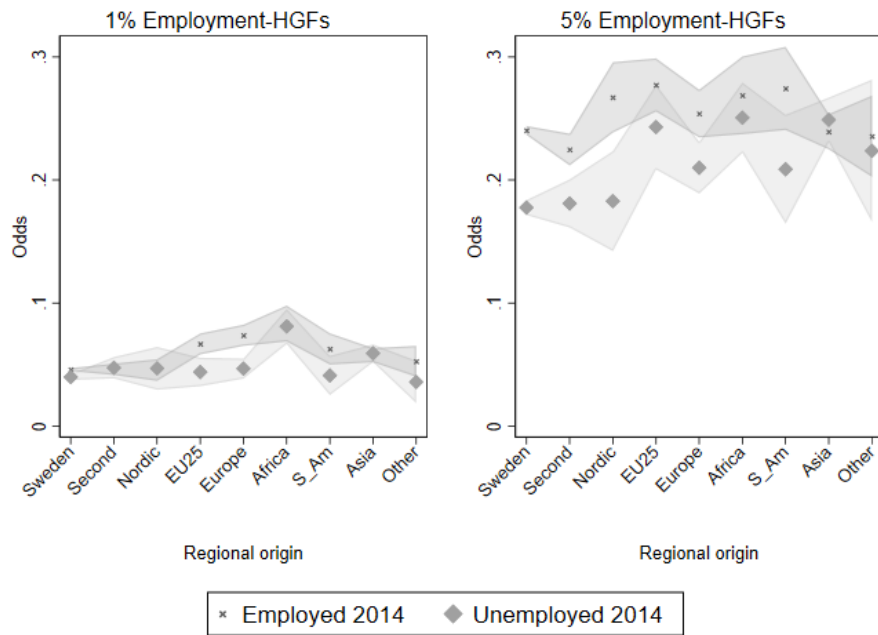 1% Employment-HGFs
Odds
.3
.2
.1
0
Sweden
Second
Nordic
EU25
Europe
Africa
S_Am
Asia
Other
Regional origin
5% Employment-HGFs
Odds
.3
.2
.1
0
Sweden
Second
Nordic
EU25
Europe
Africa
S_Am
Asia
Other
Regional origin
Employed 2014
Unemployed 2014